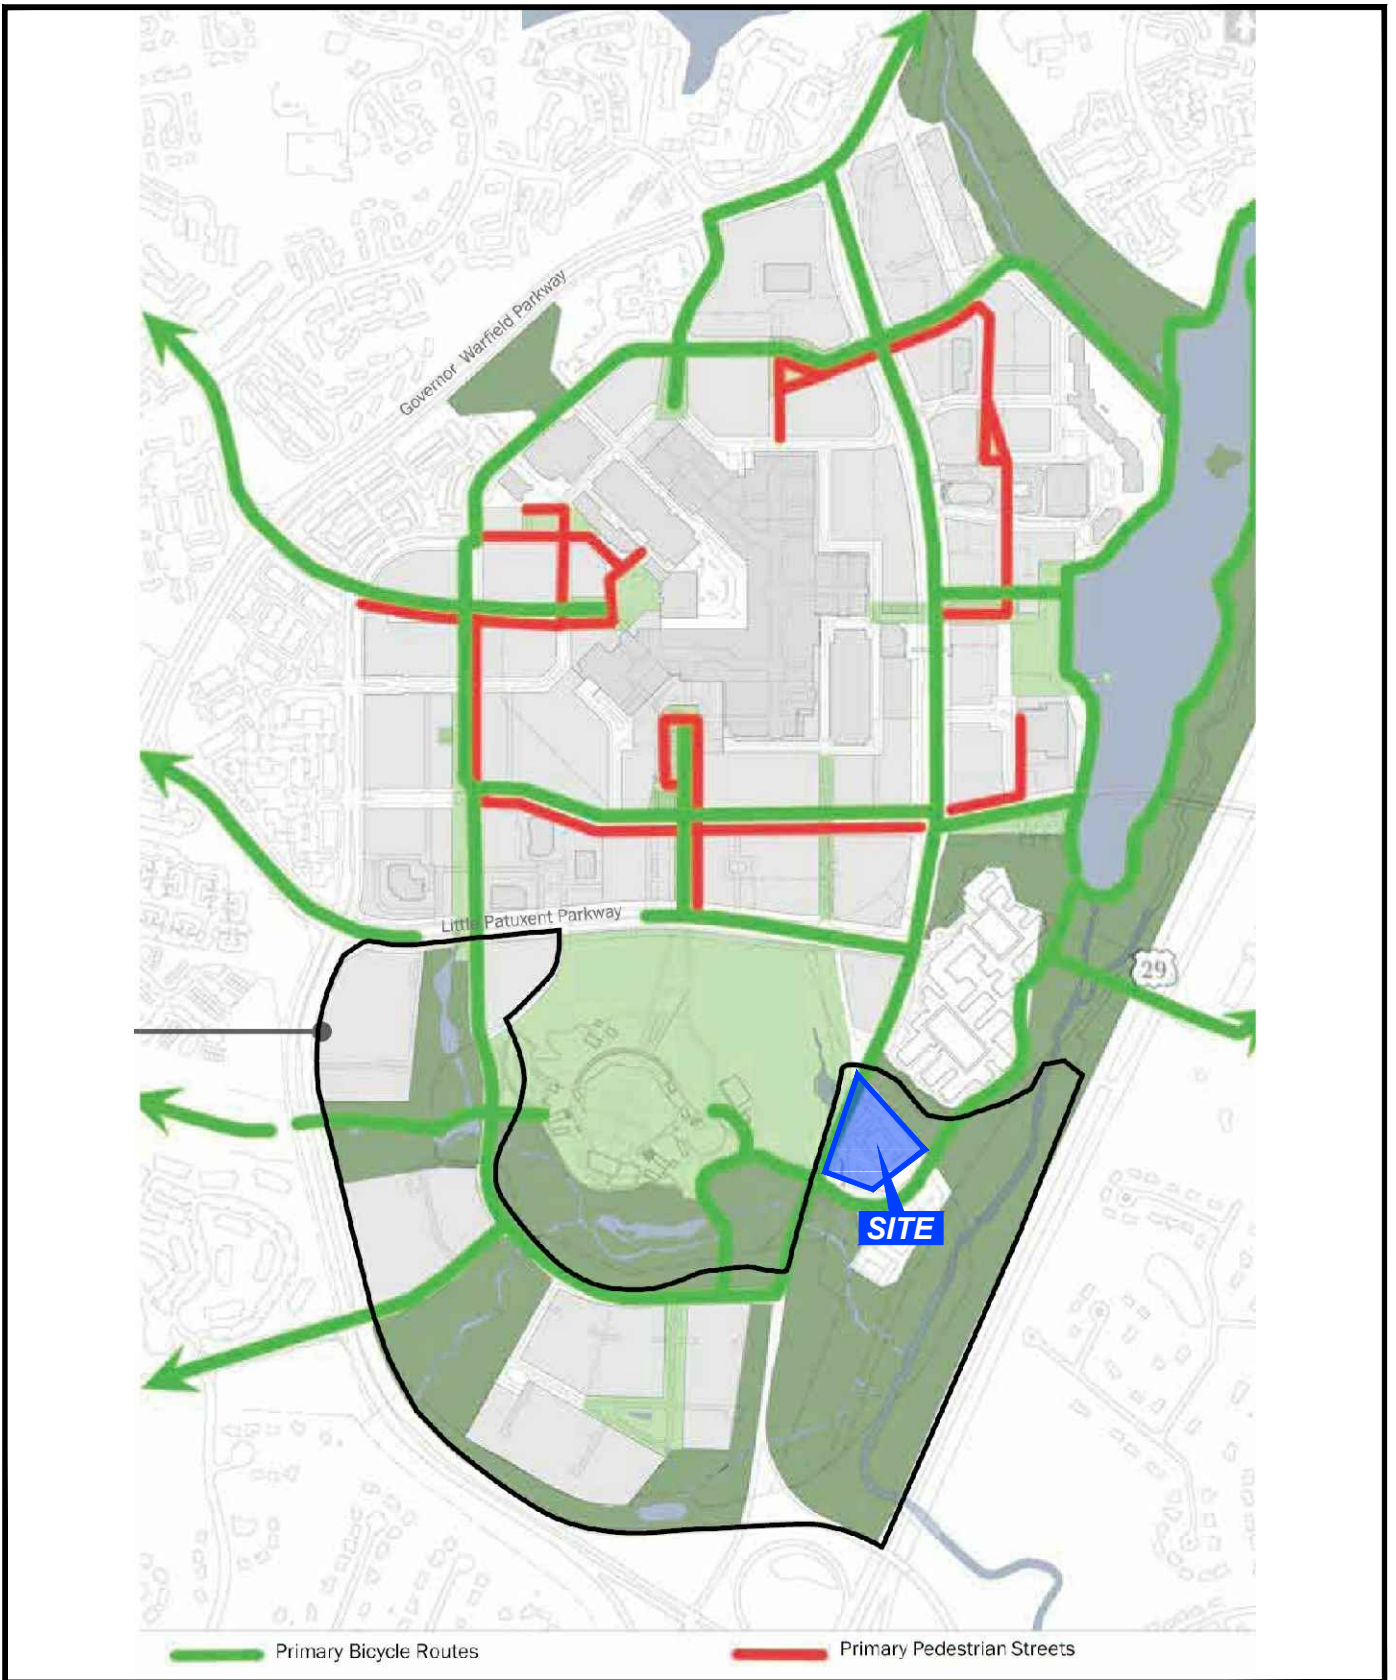 Governor Warfield Parkway
Little Patuxent Parkway
29
SITE
Primary Bicycle Routes
Primary Pedestrian Streets